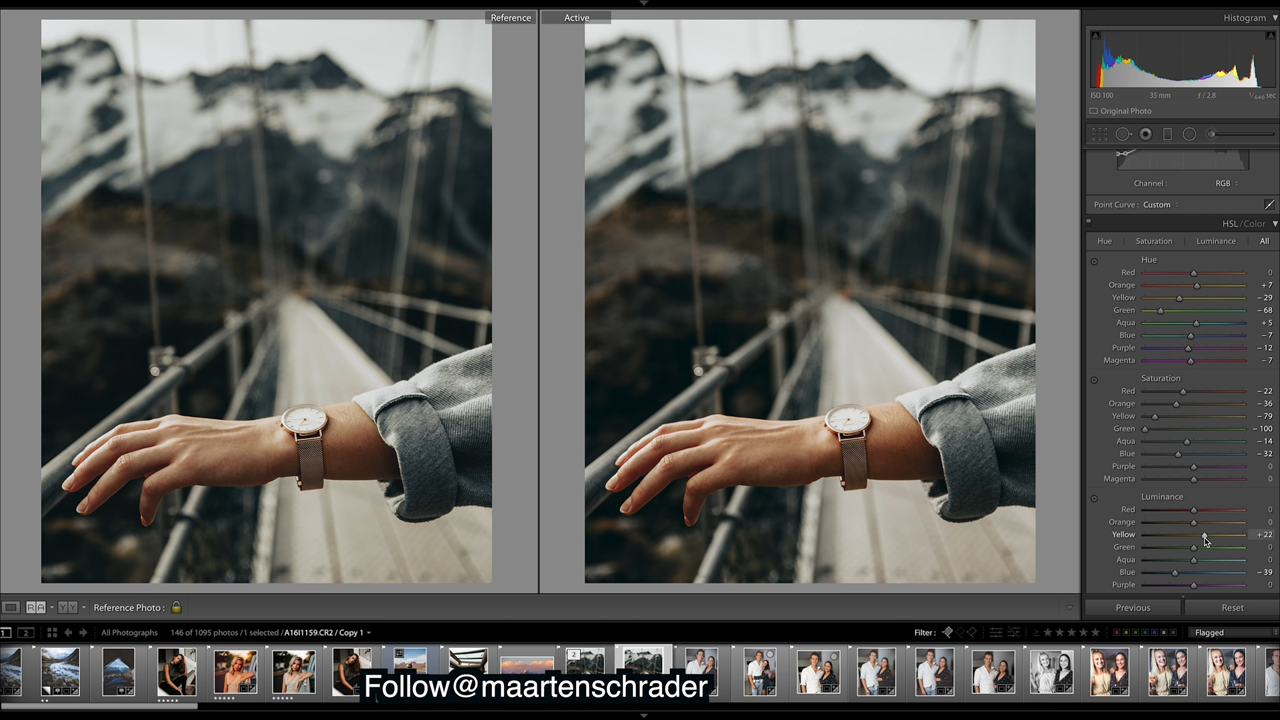 Reference
Active
Histogram
ISO 100
35 mm
ƒ / 2.8
Original Photo
Channel :
RGB
Point Curve :
Custom
HSL / Color
Hue
Saturation
Luminance
All
Hue
Red 0
Orange + 7
Yellow − 29
Green − 68
Aqua + 5
Blue − 7
Purple − 12
Magenta − 7
Saturation
Red − 22
Orange − 36
Yellow − 79
Green − 100
Aqua − 14
Blue − 32
Purple 0
Magenta 0
Luminance
Red 0
Orange 0
Yellow + 22
Green 0
Aqua 0
Blue − 39
Purple 0
R A
Y Y
Reference Photo :
Previous
Reset
1
2
All Photographs
146 of 1095 photos / 1 selected / A16I1159.CR2 / Copy 1
Filter :
Flagged
2
Follow@maartenschrader